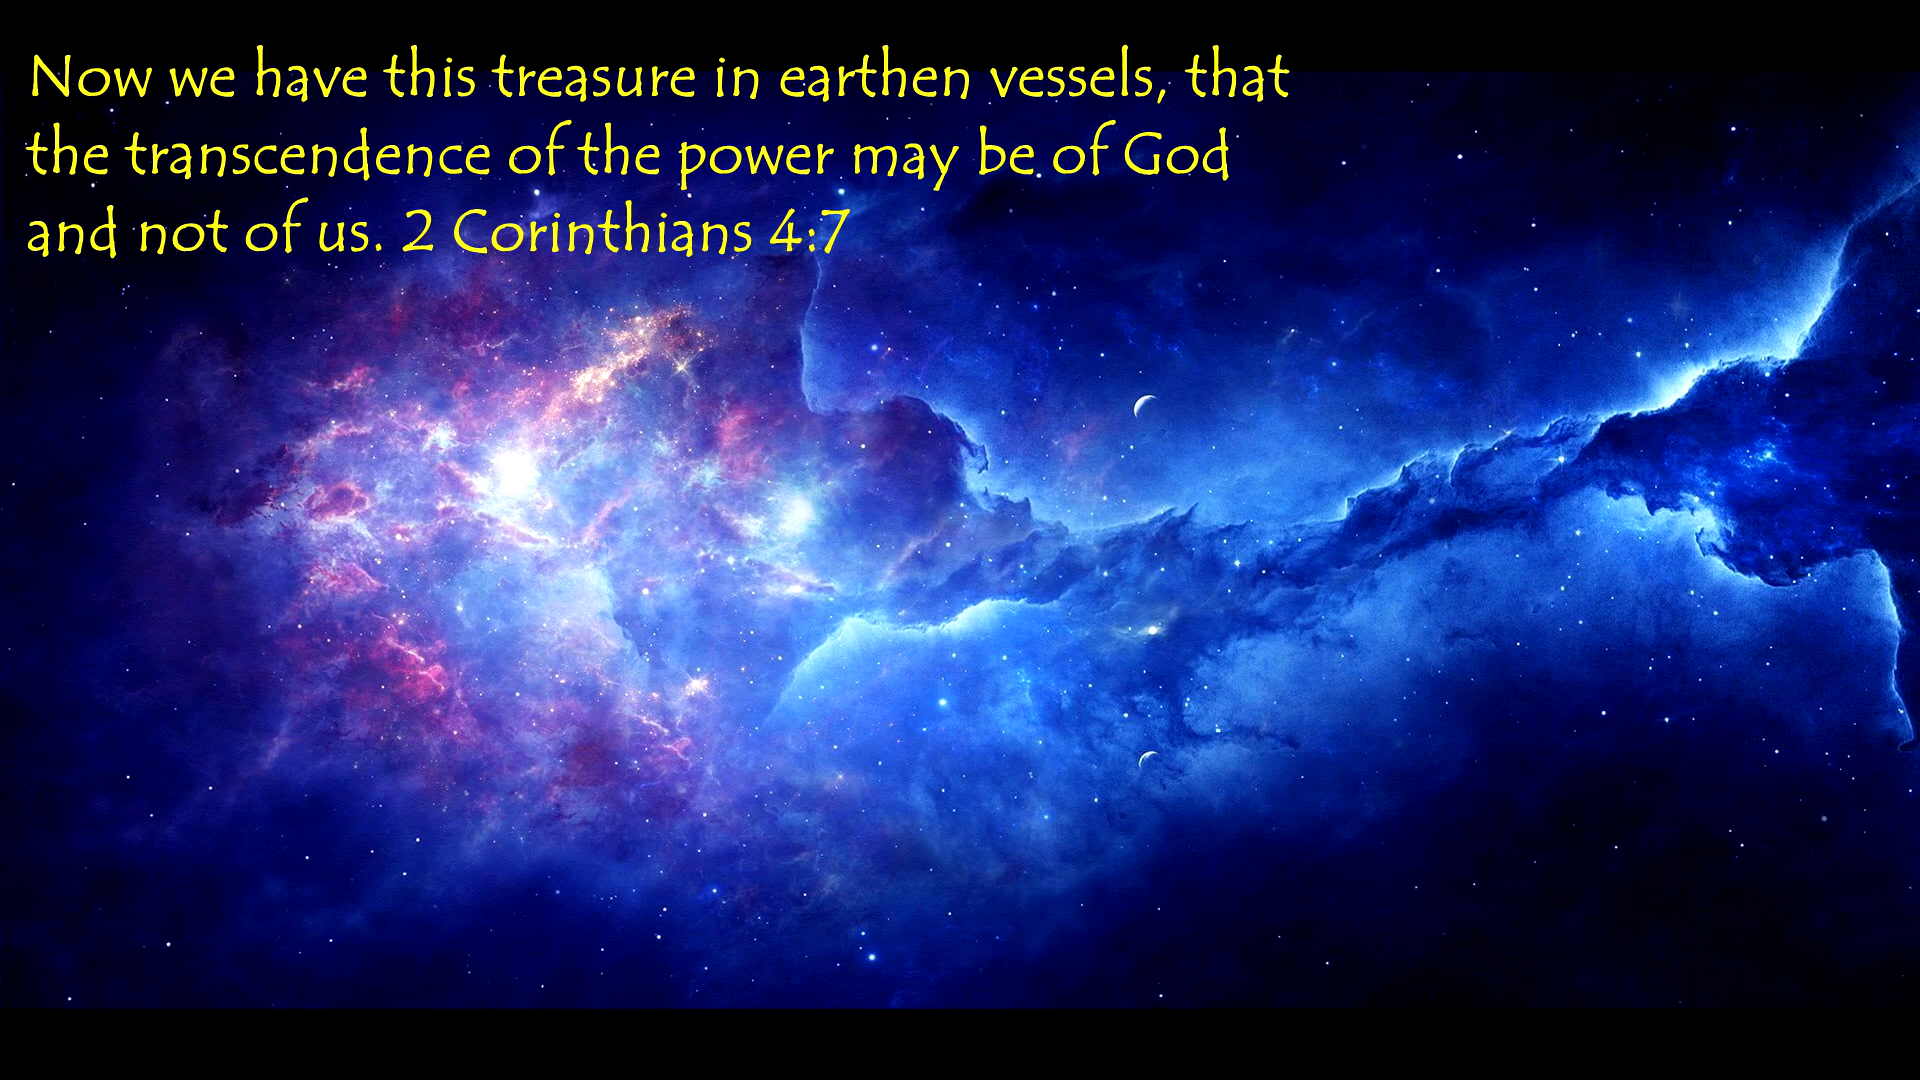 Now we have this treasure in earthen vessels, that
the transcendence of the power may be of God
and not of us. 2 Corinthians 4:7